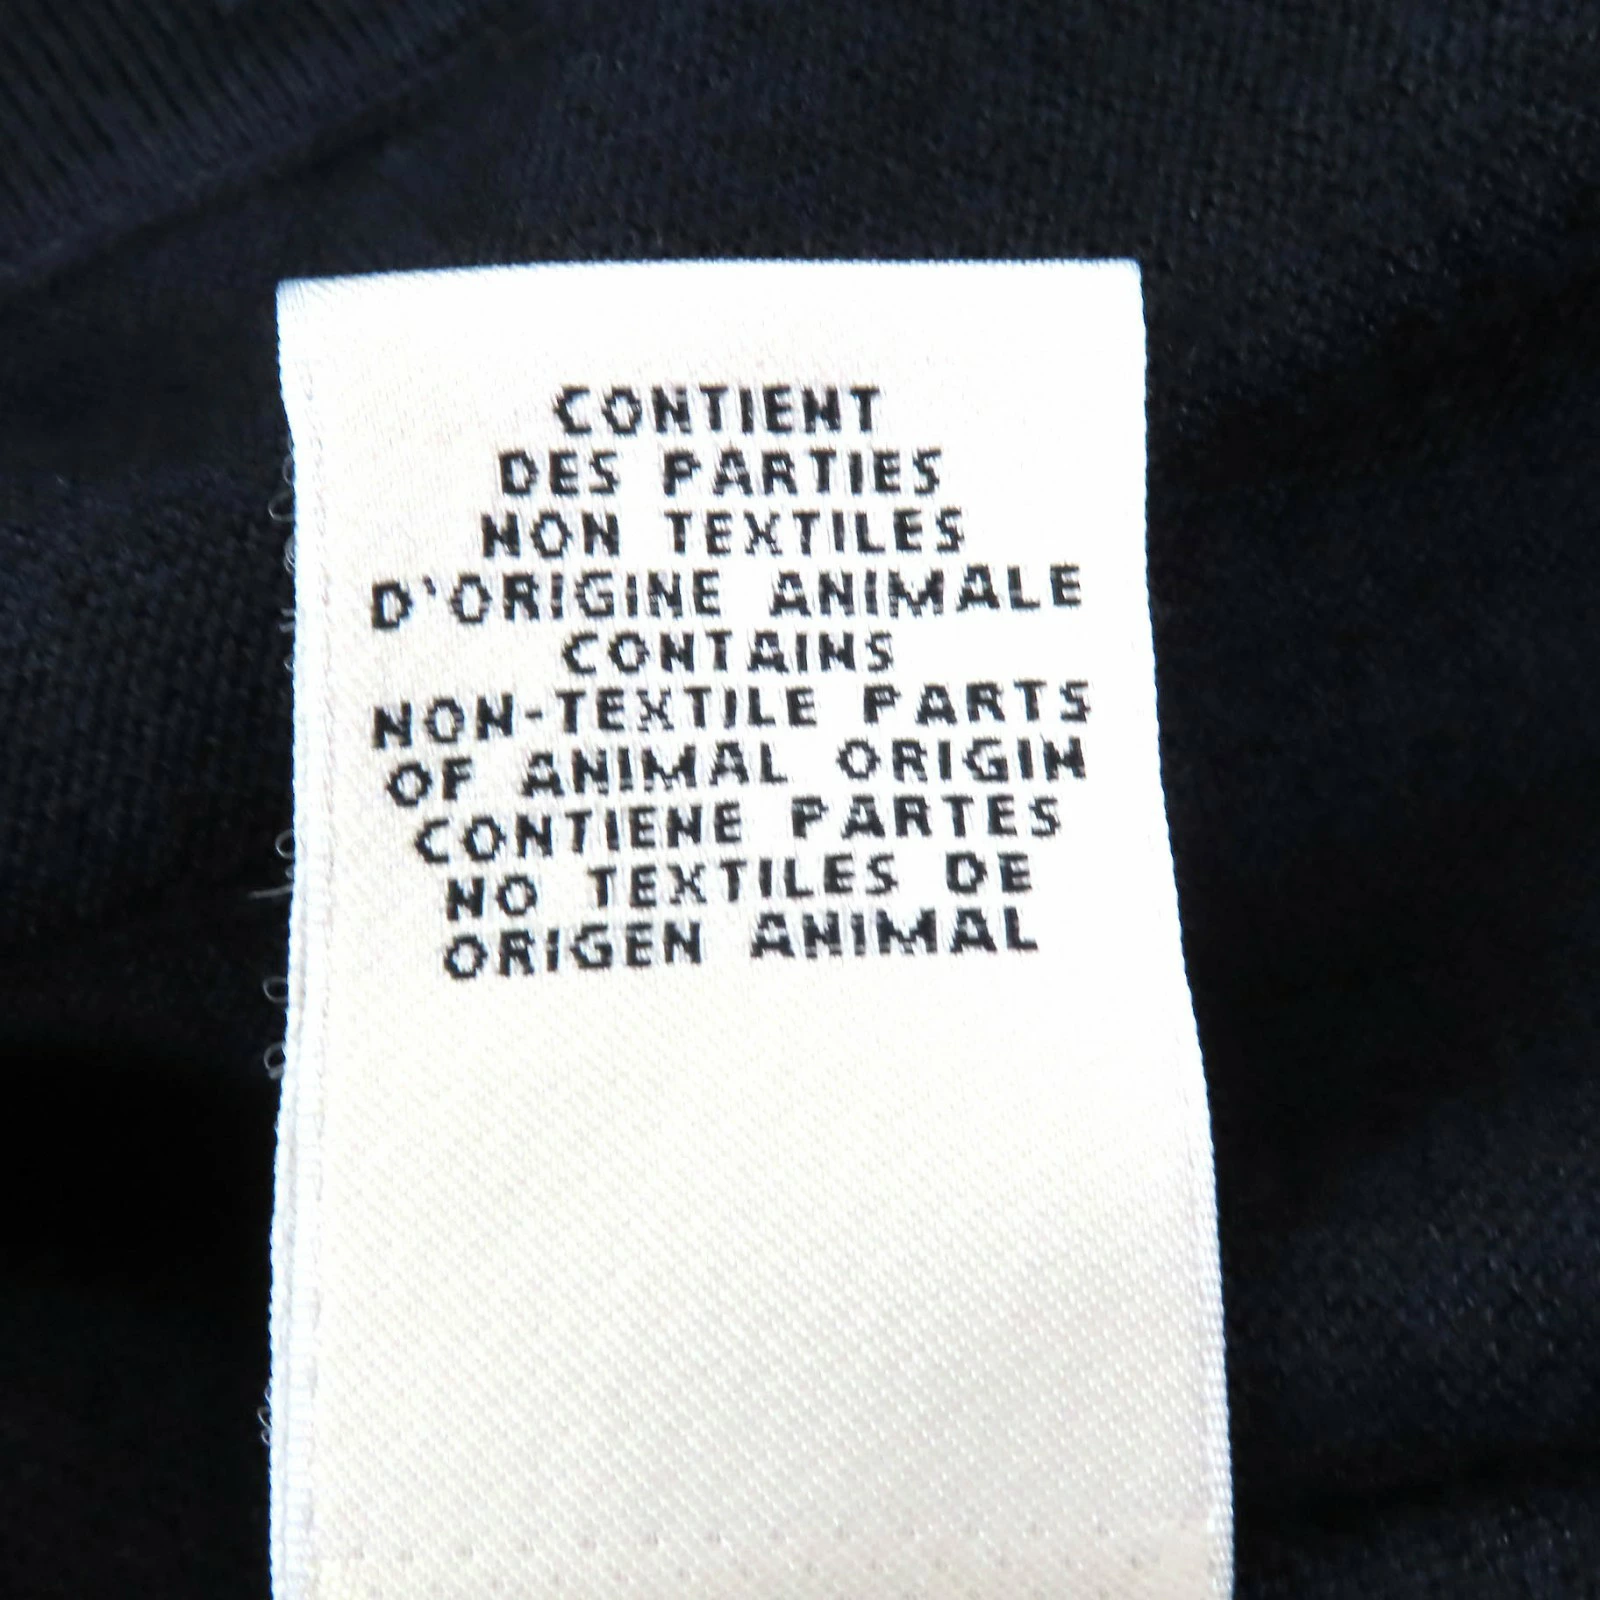 CONTIENT
DES PARTIES
NON TEXTILES
D'ORIGINE ANIMALE
CONTAINS
NON-TEXTILE PARTS
OF ANIMAL ORIGIN
CONTIENE PARTES
NO TEXTILES DE
ORIGEN ANIMAL